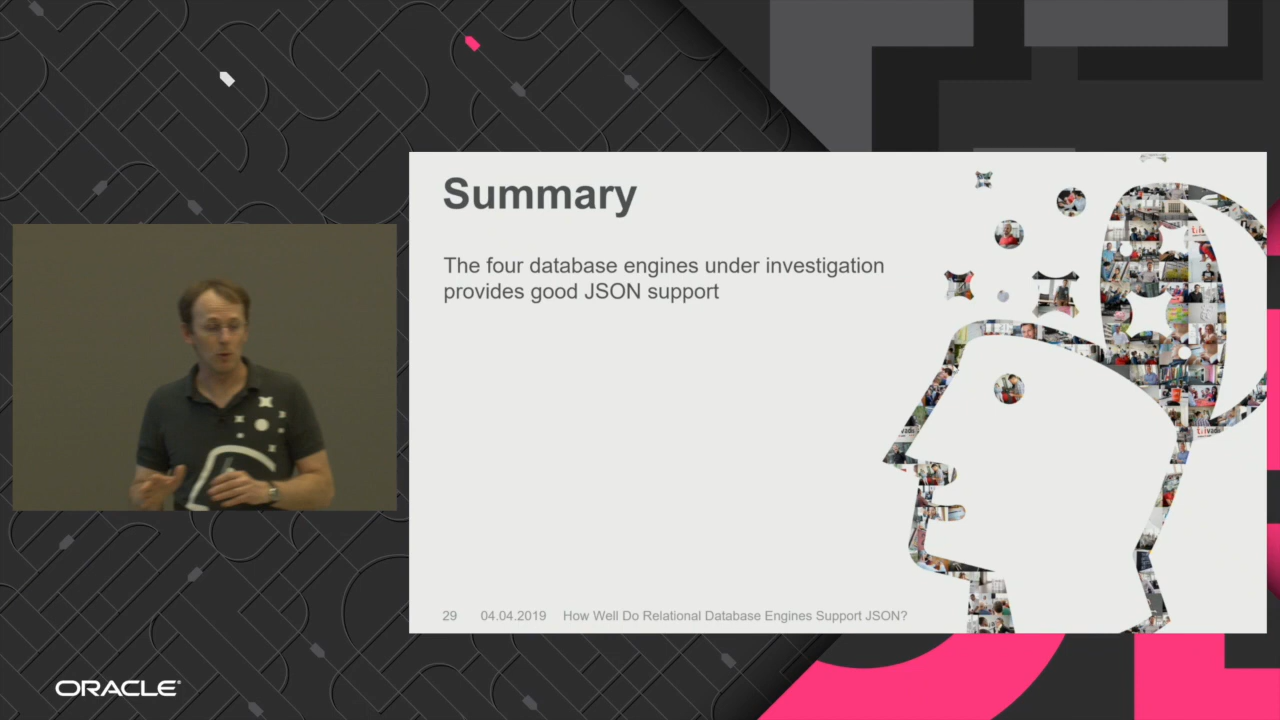 Summary
The four database engines under investigation
provides good JSON support
29 04.04.2019 How Well Do Relational Database Engines Support JSON?
ORACLE